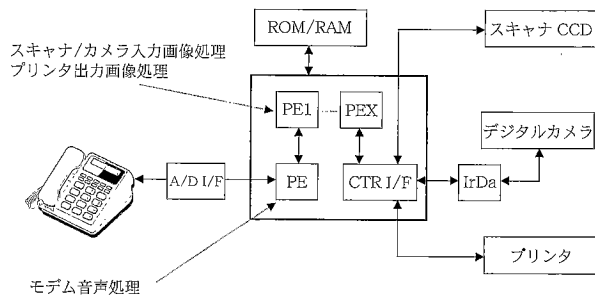 ROM/RAM
スキャナ CCD
スキャナ/カメラ入力画像処理
プリンタ出力画像処理
PE1
PEX
デジタルカメラ
A/D I/F
PE
CTR I/F
IrDa
プリンタ
モデム音声処理